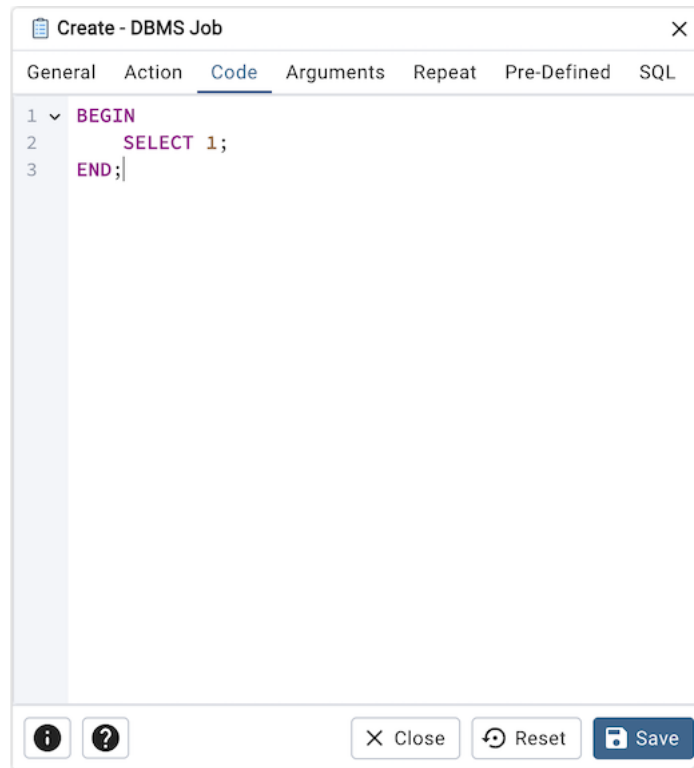 Create - DBMS Job
General Action Code Arguments Repeat Pre-Defined SQL
1 BEGIN
2 SELECT 1;
3 END;
Close Reset Save